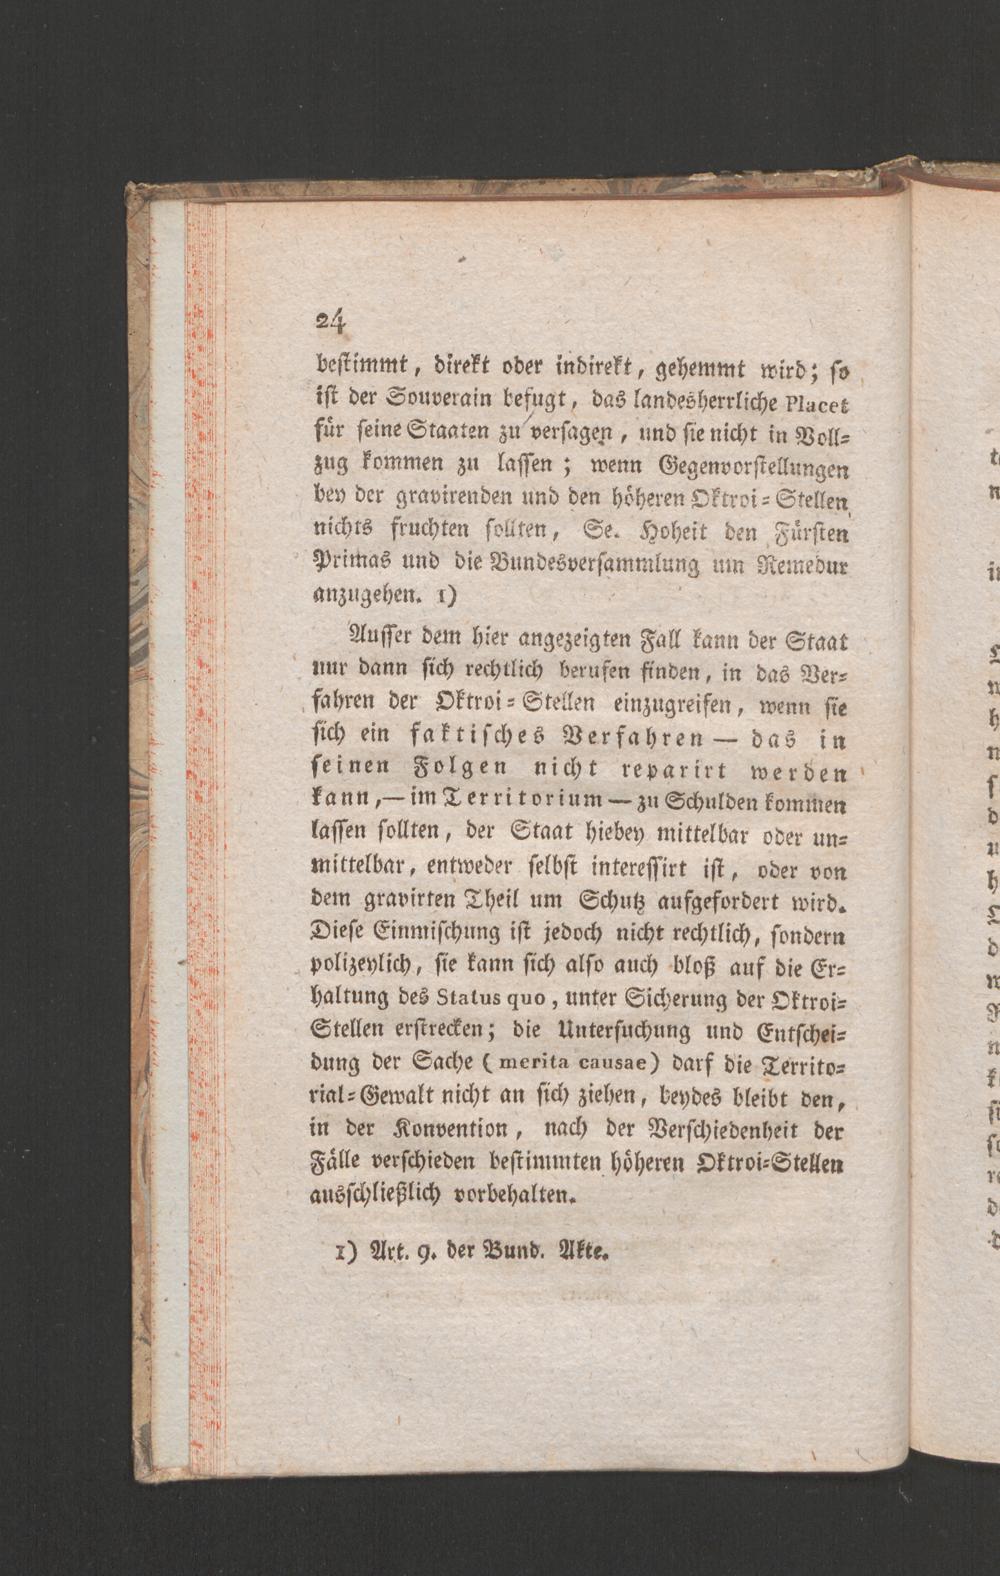 24
bestimmt, direkt oder indirekt, gehemmt wird; so
ist der Souverain befugt, das landesherrliche Placet
für seine Staaten zu versagen, und sie nicht in Voll-
zug kommen zu lassen; wenn Gegenvorstellungen
bey der gravirenden und den höheren Oktroi-Stellen
nichts fruchten sollten, Se. Hoheit den Fürsten
Primas und die Bundesversammlung um Remedur
anzugehen. 1)
Ausser dem hier angezeigten Fall kann der Staat
nur dann sich rechtlich berufen finden, in das Ver-
fahren der Oktroi-Stellen einzugreifen, wenn sie
sich ein faktisches Verfahren — das in
seinen Folgen nicht reparirt werden
kann, — im Territorium — zu Schulden kommen
lassen sollten, der Staat hiebey mittelbar oder un-
mittelbar, entweder selbst interessirt ist, oder von
dem gravirten Theil um Schutz aufgefordert wird.
Diese Einmischung ist jedoch nicht rechtlich, sondern
polizeylich, sie kann sich also auch bloß auf die Er-
haltung des Status quo, unter Sicherung der Oktroi-
Stellen erstrecken; die Untersuchung und Entschei-
dung der Sache (merita causae) darf die Territo-
rial-Gewalt nicht an sich ziehen, beydes bleibt den,
in der Konvention, nach der Verschiedenheit der
Fälle verschieden bestimmten höheren Oktroi-Stellen
ausschließlich vorbehalten.
1) Art. 9. der Bund. Akte.